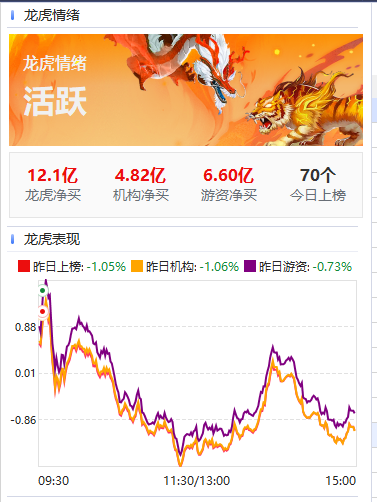 龙虎情绪
龙虎情绪
活跃
12.1亿 4.82亿 6.60亿 70个
龙虎净买 机构净买 游资净买 今日上榜
龙虎表现
昨日上榜: -1.05% 昨日机构: -1.06% 昨日游资: -0.73%
0.88
0.01
-0.86
09:30 11:30/13:00 15:00